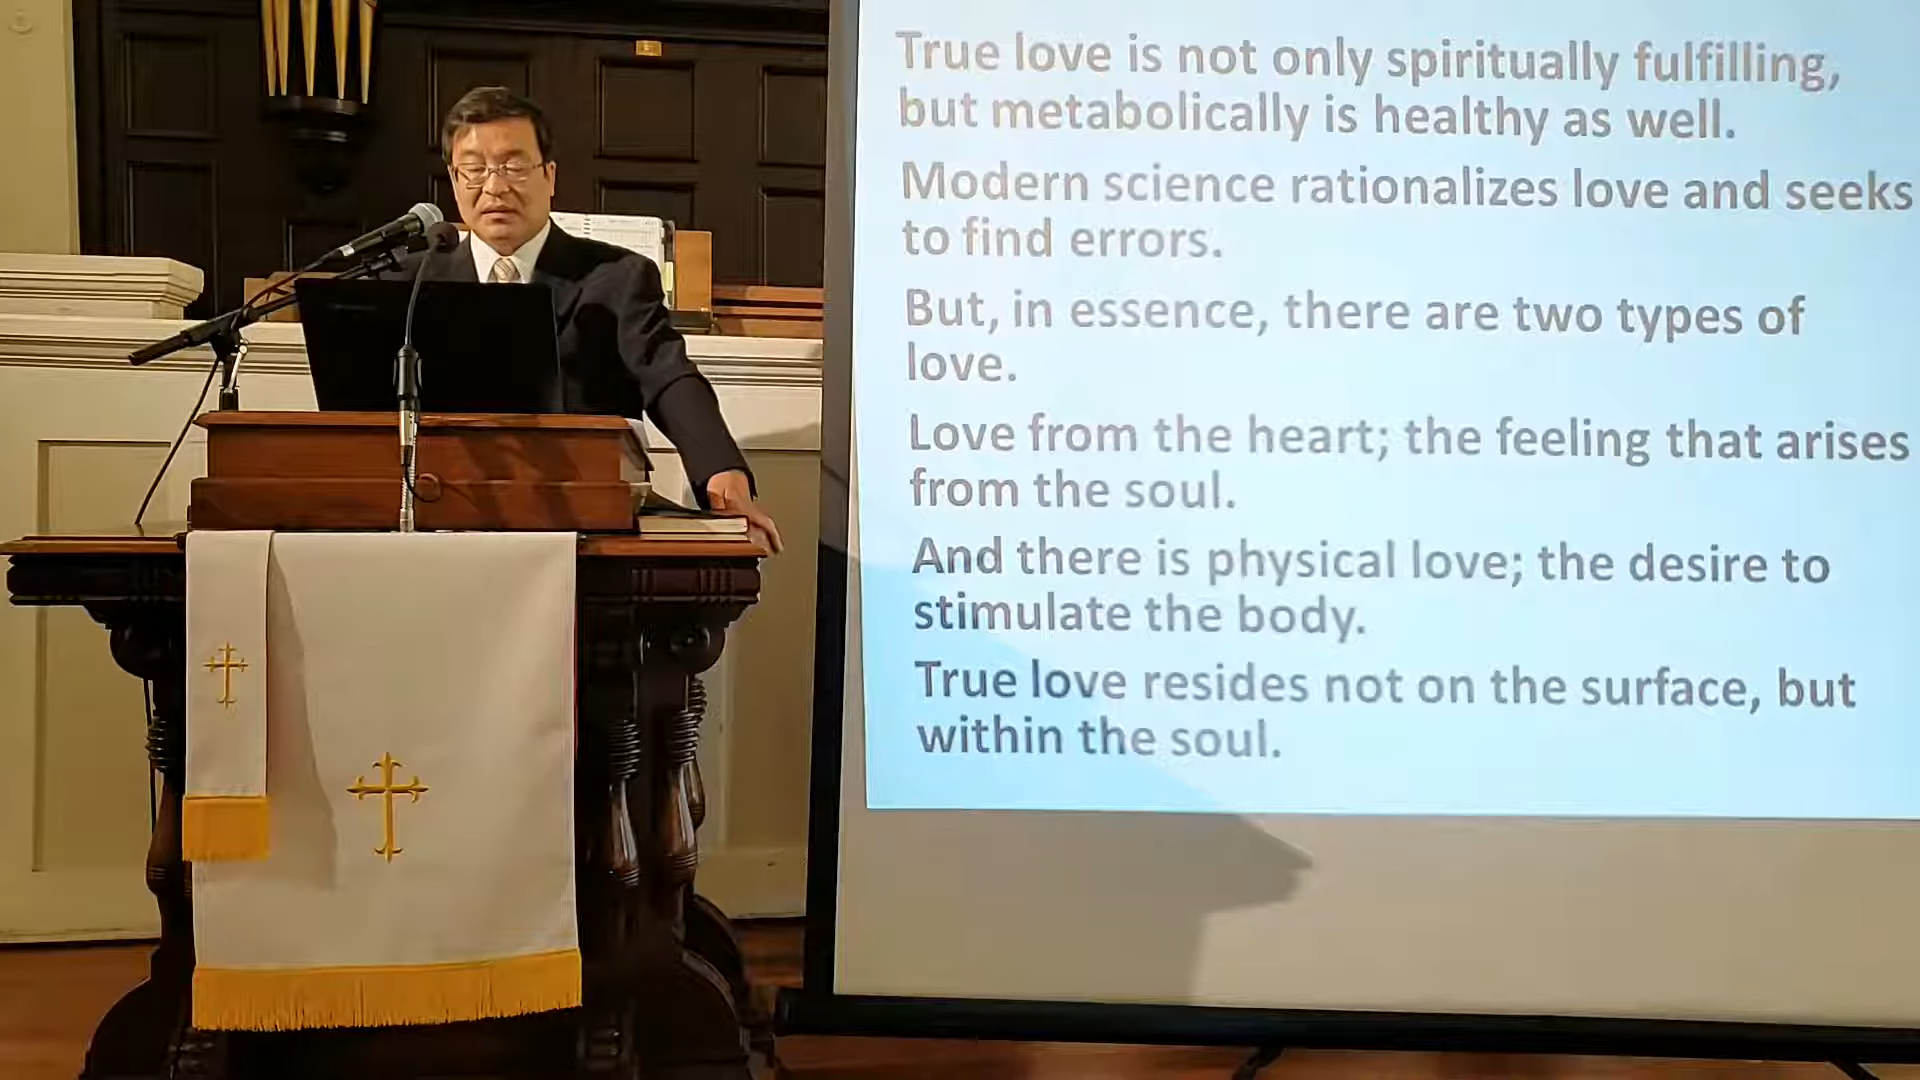 True love is not only spiritually fulfilling,
but metabolically is healthy as well.
Modern science rationalizes love and seeks
to find errors.
But, in essence, there are two types of
love.
Love from the heart; the feeling that arises
from the soul.
And there is physical love; the desire to
stimulate the body.
True love resides not on the surface, but
within the soul.